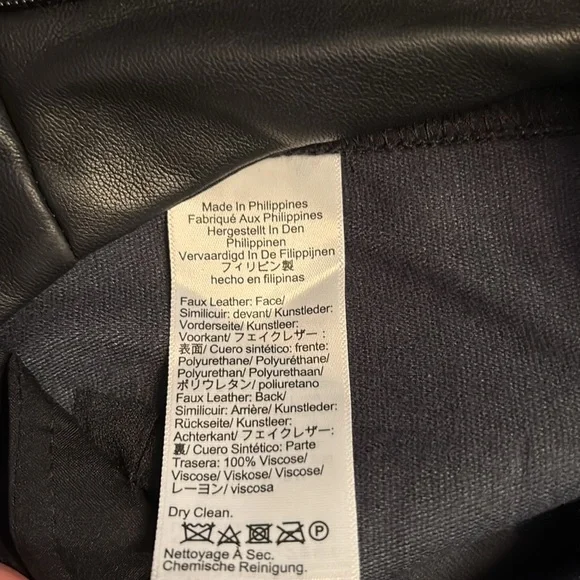 Made In Philippines
Fabriqué Aux Philippines
Hergestellt In Den
Philippinen
Vervaardigd In De Filippijnen
フィリピン製
hecho en filipinas
Faux Leather: Face/
Similicuir: devant/ Kunstleder:
Vorderseite/ Kunstleer:
Voorkant/ フェイクレザー：
表面/ Cuero sintético: frente:
Polyurethane/ Polyuréthane/
Polyurethan/ Polyurethaan/
ポリウレタン/ poliuretano
Faux Leather: Back/
Similicuir: Arrière/ Kunstleder:
Rückseite/ Kunstleer:
Achterkant/ フェイクレザー：
裏/ Cuero Sintético: Parte
Trasera: 100% Viscose/
Viscose/ Viskose/ Viscose/
レーヨン/ viscosa
Dry Clean.
P
Nettoyage À Sec.
Chemische Reinigung.